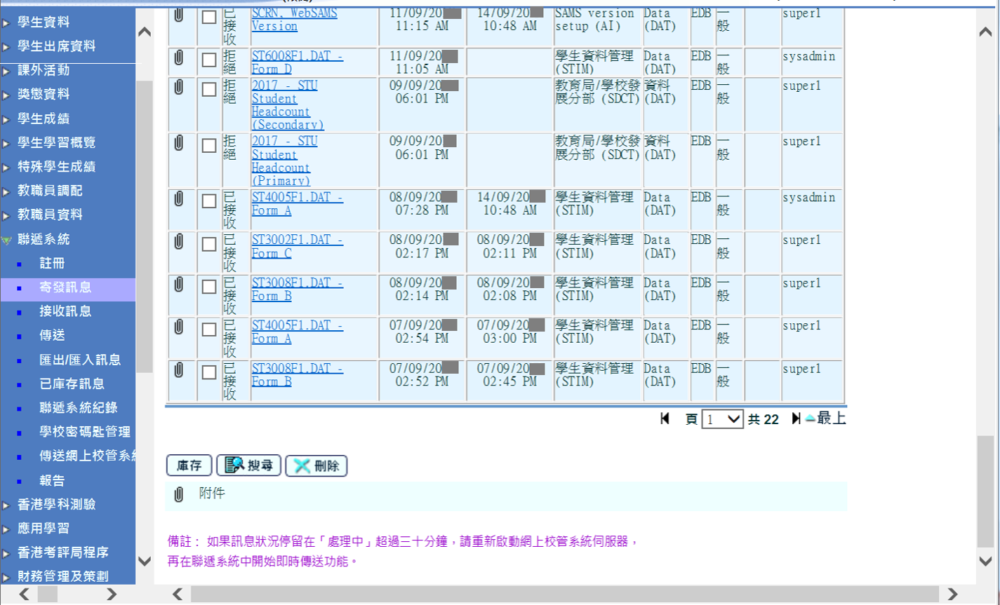 學生資料
學生出席資料
課外活動
獎懲資料
學生成績
學生學習概覽
特殊學生成績
教職員調配
教職員資料
聯遞系統
註冊
寄發訊息
接收訊息
傳送
匯出/匯入訊息
已庫存訊息
聯遞系統紀錄
學校密碼匙管理
傳送網上校管系
報告
香港學科測驗
應用學習
香港考評局程序
財務管理及策劃
已接收 SCRN, WebSAMS Version 11/09/20 11:15 AM 14/09/20 10:48 AM SAMS version setup (AI) Data (DAT) EDB 一般 super1
拒絕 ST6008F1.DAT - Form D 11/09/20 11:05 AM 學生資料管理 (STIM) Data (DAT) EDB 一般 sysadmin
拒絕 2017 - STU Student Headcount (Secondary) 09/09/20 06:01 PM 教育局/學校發展分部 (SDCT) 資料 (DAT) EDB 一般 super1
拒絕 2017 - STU Student Headcount (Primary) 09/09/20 06:01 PM 教育局/學校發展分部 (SDCT) 資料 (DAT) EDB 一般 super1
已接收 ST4005F1.DAT - Form A 08/09/20 07:28 PM 14/09/20 10:48 AM 學生資料管理 (STIM) Data (DAT) EDB 一般 sysadmin
已接收 ST3002F1.DAT - Form C 08/09/20 02:17 PM 08/09/20 02:11 PM 學生資料管理 (STIM) Data (DAT) EDB 一般 super1
已接收 ST3008F1.DAT - Form B 08/09/20 02:14 PM 08/09/20 02:08 PM 學生資料管理 (STIM) Data (DAT) EDB 一般 super1
已接收 ST4005F1.DAT - Form A 07/09/20 02:54 PM 07/09/20 03:00 PM 學生資料管理 (STIM) Data (DAT) EDB 一般 super1
已接收 ST3008F1.DAT - Form B 07/09/20 02:52 PM 07/09/20 02:45 PM 學生資料管理 (STIM) Data (DAT) EDB 一般 super1
頁 1 共 22 最上
庫存 搜尋 刪除
附件
備註： 如果訊息狀況停留在「處理中」超過三十分鐘，請重新啟動網上校管系統伺服器，
再在聯遞系統中開始即時傳送功能。